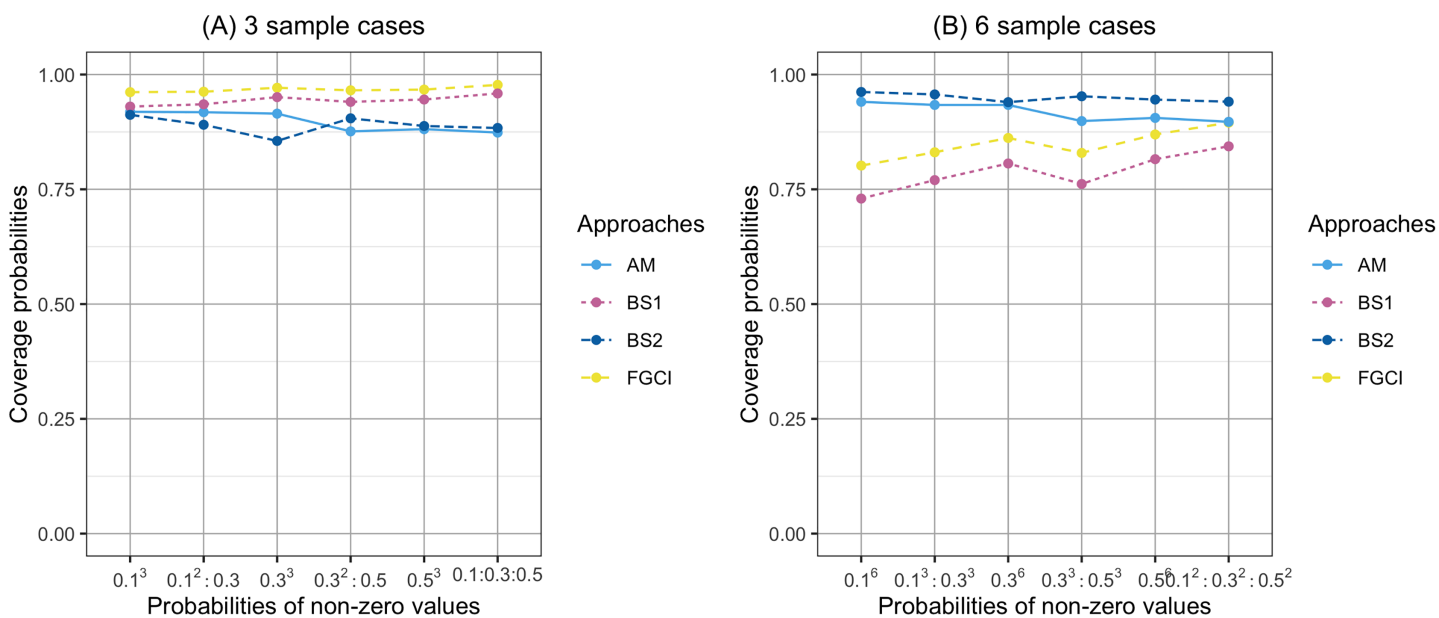 (A) 3 sample cases
1.00
0.75
0.50
0.25
0.00
Coverage probabilities
0.1³ 0.1² : 0.3 0.3³ 0.3² : 0.5 0.5³ 0.1:0.3:0.5
Probabilities of non-zero values
Approaches
AM
BS1
BS2
FGCI
(B) 6 sample cases
1.00
0.75
0.50
0.25
0.00
Coverage probabilities
0.1⁶ 0.1³ : 0.3³ 0.3⁶ 0.3³ : 0.5³ 0.5⁶ 0.1² : 0.3² : 0.5²
Probabilities of non-zero values
Approaches
AM
BS1
BS2
FGCI